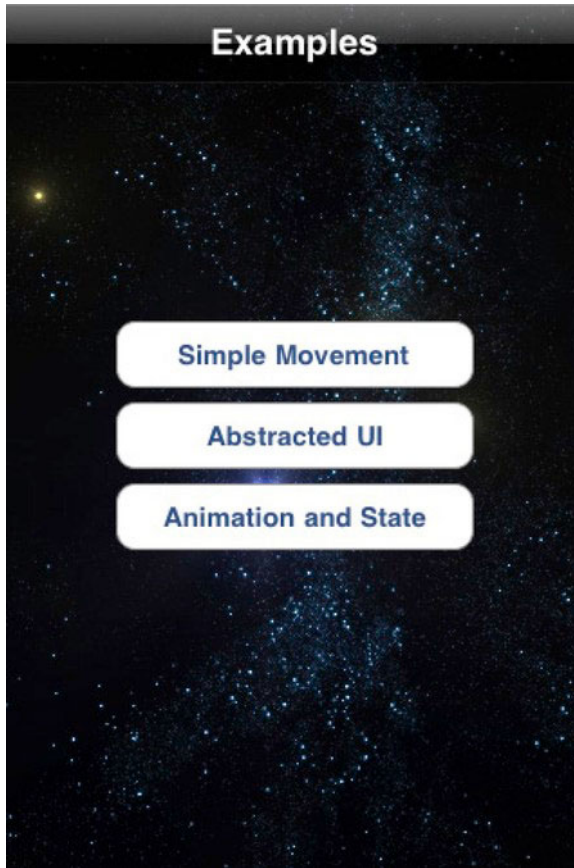 Examples
Simple Movement
Abstracted UI
Animation and State